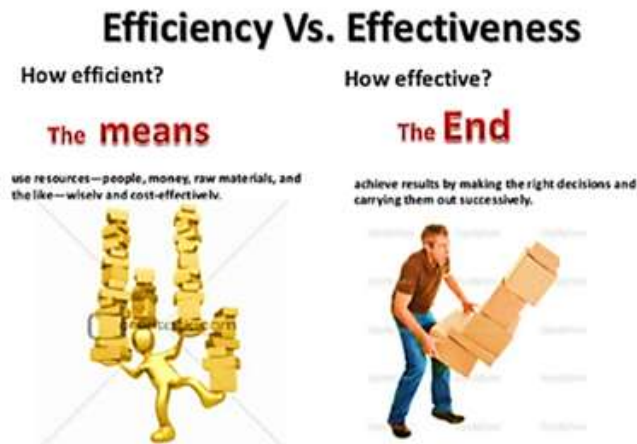 Efficiency Vs. Effectiveness
How efficient?
The means
use resources—people, money, raw materials, and
the like—wisely and cost-effectively.
How effective?
The End
achieve results by making the right decisions and
carrying them out successively.